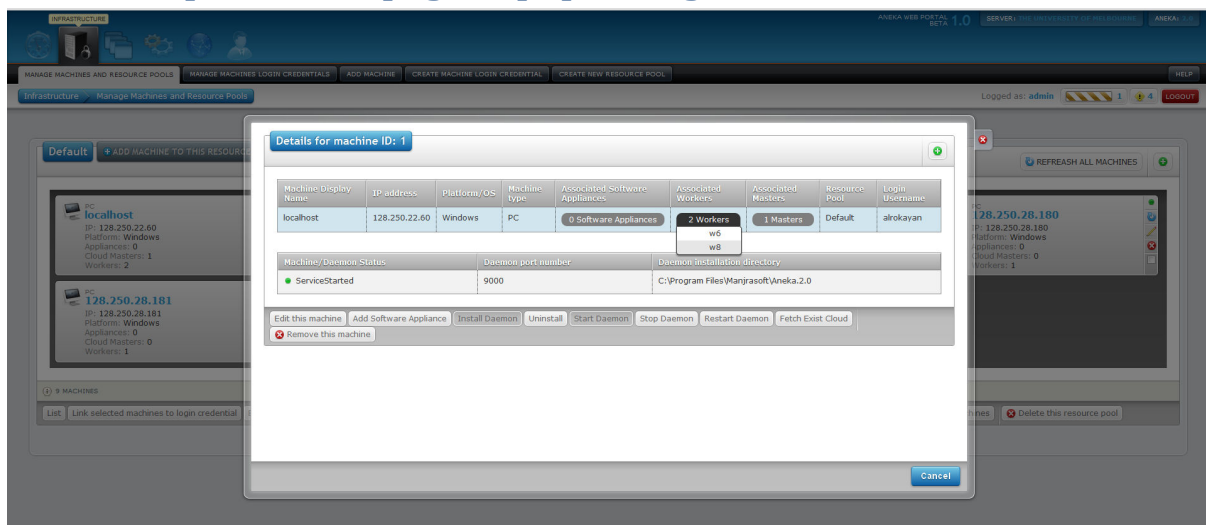 INFRASTRUCTURE
ANEKA WEB PORTAL BETA 1.0
SERVER: THE UNIVERSITY OF MELBOURNE
ANEKA: 2.0
MANAGE MACHINES AND RESOURCE POOLS
MANAGE MACHINES LOGIN CREDENTIALS
ADD MACHINE
CREATE MACHINE LOGIN CREDENTIAL
CREATE NEW RESOURCE POOL
HELP
Infrastructure
Manage Machines and Resource Pools
Logged as: admin
1
4
LOGOUT
Default
+ADD MACHINE TO THIS RESOURC
REFREASH ALL MACHINES
PC
localhost
IP: 128.250.22.60
Platform: Windows
Appliances: 0
Cloud Masters: 1
Workers: 2
PC
128.250.28.181
IP: 128.250.28.181
Platform: Windows
Appliances: 0
Cloud Masters: 0
Workers: 1
128.250.28.180
IP: 128.250.28.180
Platform: Windows
Appliances: 0
Cloud Masters: 0
Workers: 1
9 MACHINES
List
Link selected machines to login credential
Delete this resource pool
Details for machine ID: 1
Machine Display Name
IP address
Platform/OS
Machine type
Associated Software Appliances
Associated Workers
Associated Masters
Resource Pool
Login Username
localhost
128.250.22.60
Windows
PC
0 Software Appliances
2 Workers
1 Masters
Default
alrokayan
w6
w8
Machine/Daemon Status
Daemon port number
Daemon installation directory
ServiceStarted
9000
C:\Program Files\Manjrasoft\Aneka.2.0
Edit this machine
Add Software Appliance
Install Daemon
Uninstall
Start Daemon
Stop Daemon
Restart Daemon
Fetch Exist Cloud
Remove this machine
Cancel